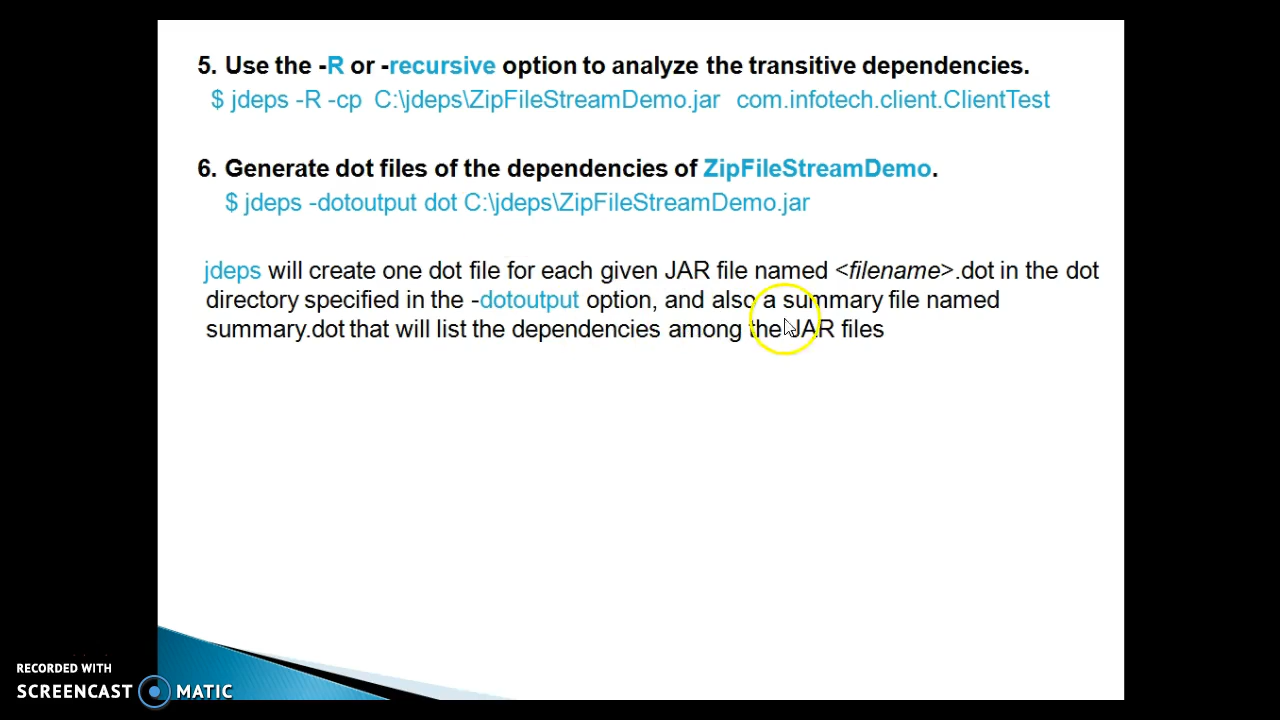 5. Use the -R or -recursive option to analyze the transitive dependencies.
$ jdeps -R -cp C:\jdeps\ZipFileStreamDemo.jar com.infotech.client.ClientTest
6. Generate dot files of the dependencies of ZipFileStreamDemo.
$ jdeps -dotoutput dot C:\jdeps\ZipFileStreamDemo.jar
jdeps will create one dot file for each given JAR file named <filename>.dot in the dot
directory specified in the -dotoutput option, and also a summary file named
summary.dot that will list the dependencies among the JAR files
RECORDED WITH
SCREENCAST MATIC